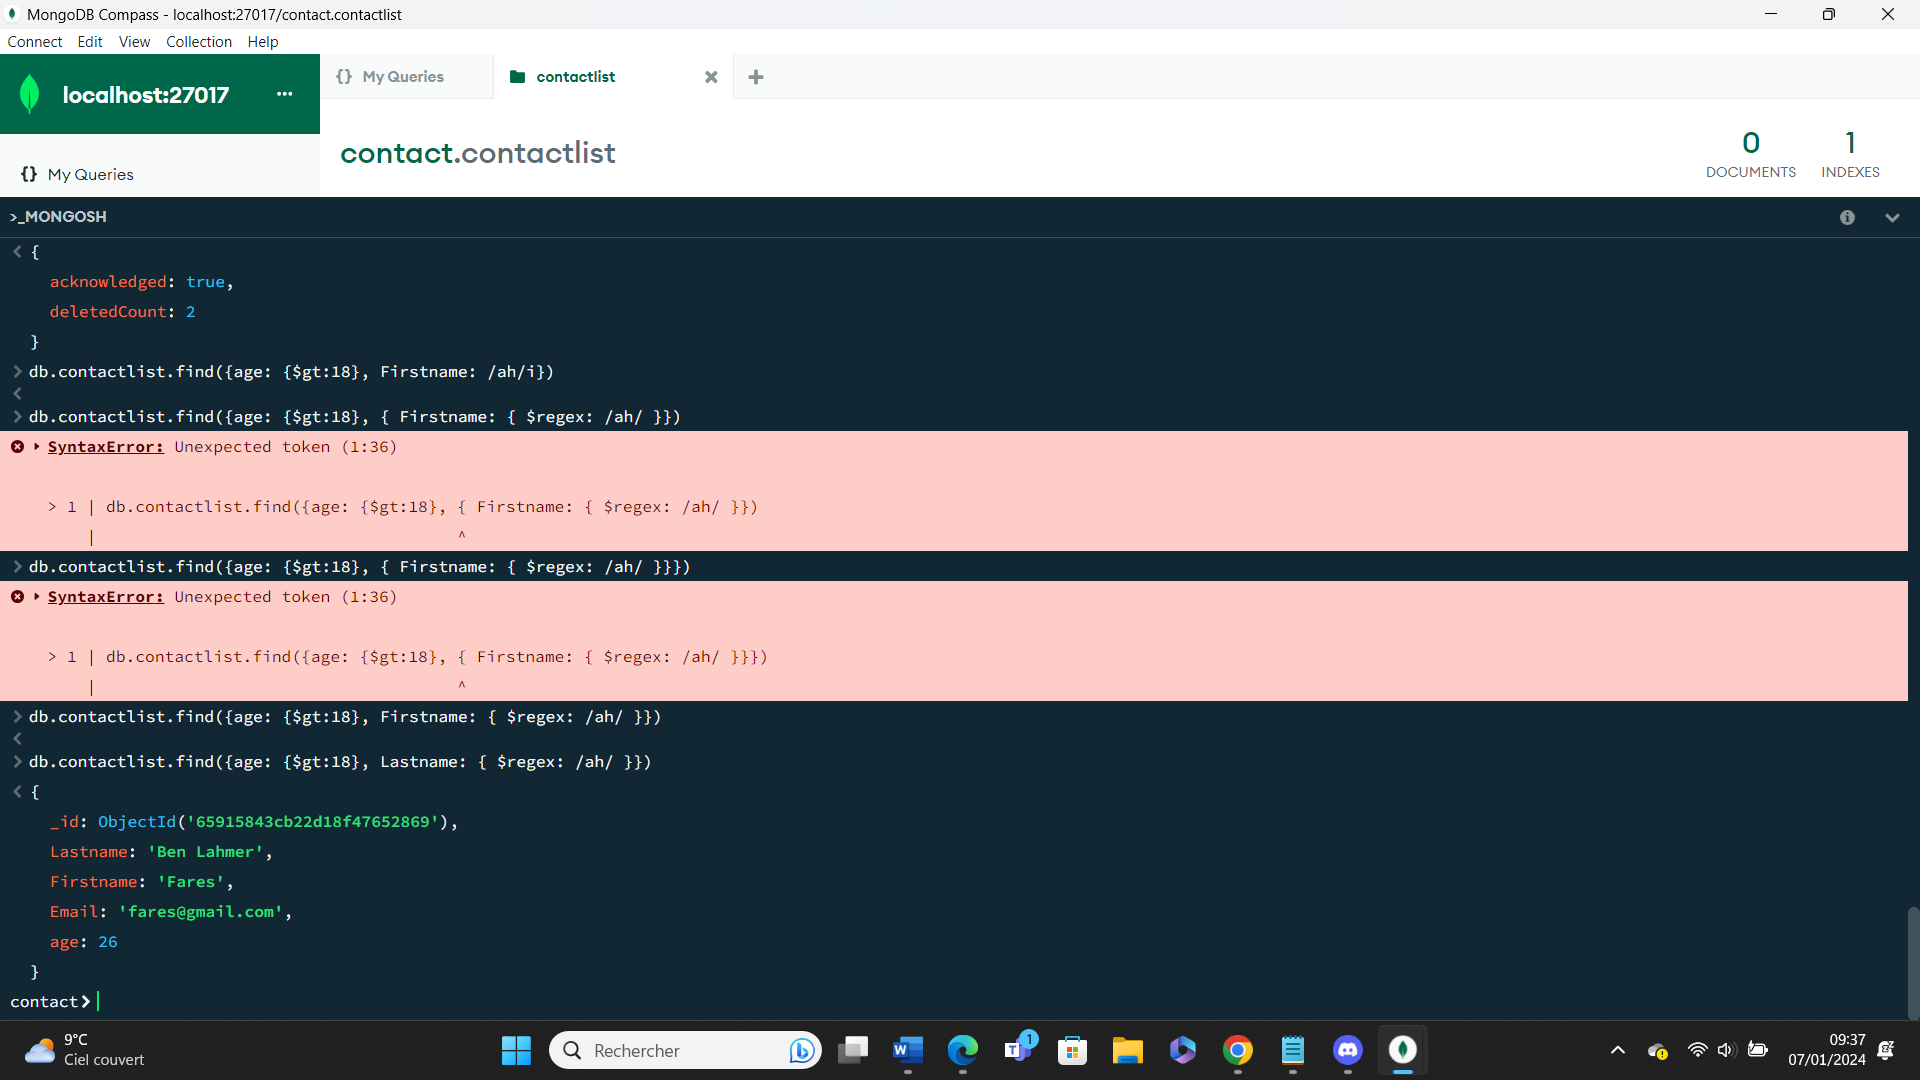 MongoDB Compass - localhost:27017/contact.contactlist
Connect Edit View Collection Help
localhost:27017 ...
{} My Queries
contactlist
{} My Queries
contact.contactlist
0
DOCUMENTS
1
INDEXES
>_MONGOSH
< {
acknowledged: true,
deletedCount: 2
}
> db.contactlist.find({age: {$gt:18}, Firstname: /ah/i})
<
> db.contactlist.find({age: {$gt:18}, { Firstname: { $regex: /ah/ }})
SyntaxError: Unexpected token (1:36)
> 1 | db.contactlist.find({age: {$gt:18}, { Firstname: { $regex: /ah/ }})
| ^
> db.contactlist.find({age: {$gt:18}, { Firstname: { $regex: /ah/ }}})
SyntaxError: Unexpected token (1:36)
> 1 | db.contactlist.find({age: {$gt:18}, { Firstname: { $regex: /ah/ }}})
| ^
> db.contactlist.find({age: {$gt:18}, Firstname: { $regex: /ah/ }})
<
> db.contactlist.find({age: {$gt:18}, Lastname: { $regex: /ah/ }})
< {
_id: ObjectId('65915843cb22d18f47652869'),
Lastname: 'Ben Lahmer',
Firstname: 'Fares',
Email: 'fares@gmail.com',
age: 26
}
contact>
9°C
Ciel couvert
Rechercher
1
09:37
07/01/2024